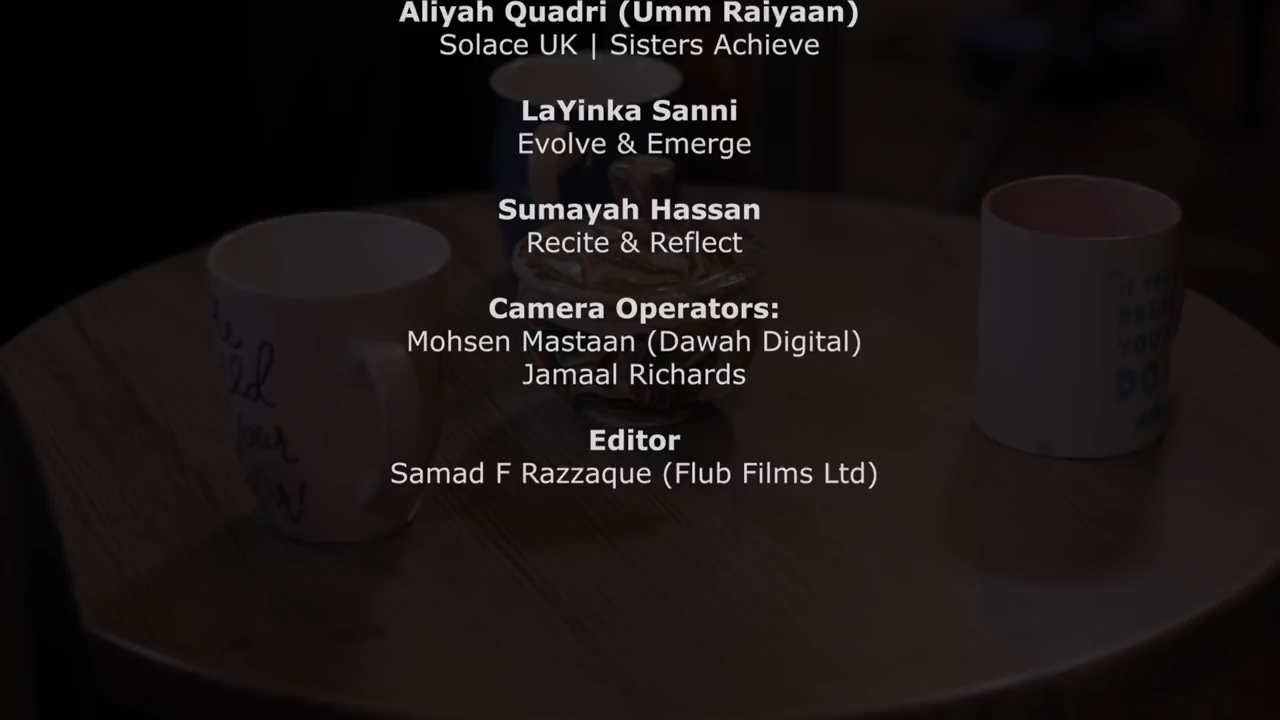 Aliyah Quadri (Umm Raiyaan)
Solace UK | Sisters Achieve
LaYinka Sanni
Evolve & Emerge
Sumayah Hassan
Recite & Reflect
Camera Operators:
Mohsen Mastaan (Dawah Digital)
Jamaal Richards
Editor
Samad F Razzaque (Flub Films Ltd)